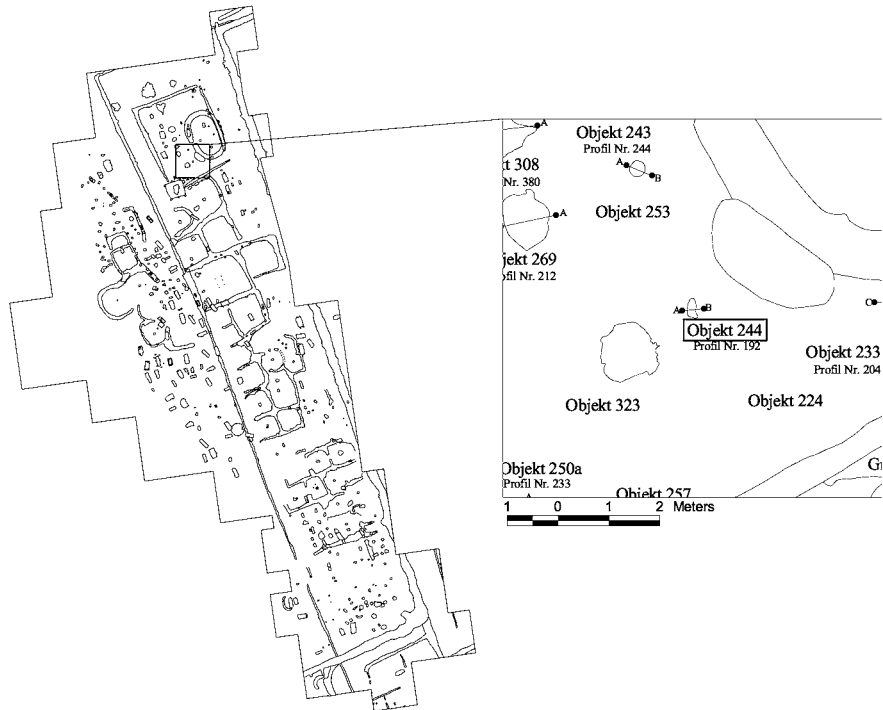 A
Objekt 243
Profil Nr. 244
A
B
t 308
Nr. 380
A
Objekt 253
jekt 269
ofil Nr. 212
A
B
C
Objekt 244
Profil Nr. 192
Objekt 233
Profil Nr. 204
Objekt 323
Objekt 224
Objekt 250a
Profil Nr. 233
Objekt 257
G
A
1 0 1 2 Meters